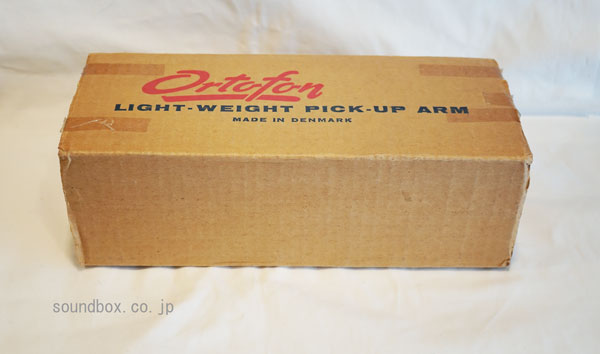 Ortofon
LIGHT-WEIGHT PICK-UP ARM
MADE IN DENMARK
soundbox.co.jp